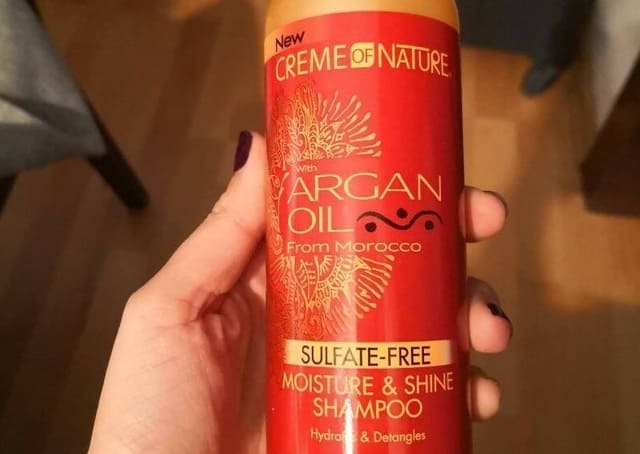 New
CREME OF NATURE
with
ARGAN
OIL
From Morocco
SULFATE-FREE
MOISTURE & SHINE
SHAMPOO
Hydrates & Detangles